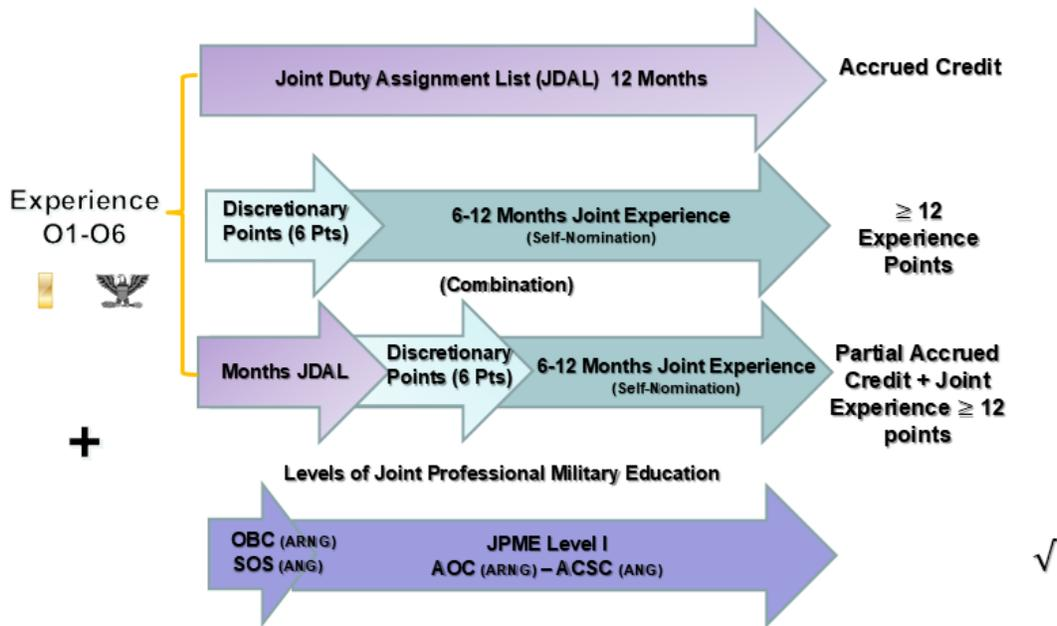 Joint Duty Assignment List (JDAL) 12 Months
Accrued Credit
Experience
O1-O6
Discretionary
Points (6 Pts)
6-12 Months Joint Experience
(Self-Nomination)
≧ 12
Experience
Points
(Combination)
Months JDAL
Discretionary
Points (6 Pts)
6-12 Months Joint Experience
(Self-Nomination)
Partial Accrued
Credit + Joint
Experience ≧ 12
points
+
Levels of Joint Professional Military Education
OBC (ARNG)
SOS (ANG)
JPME Level I
AOC (ARNG) – ACSC (ANG)
√